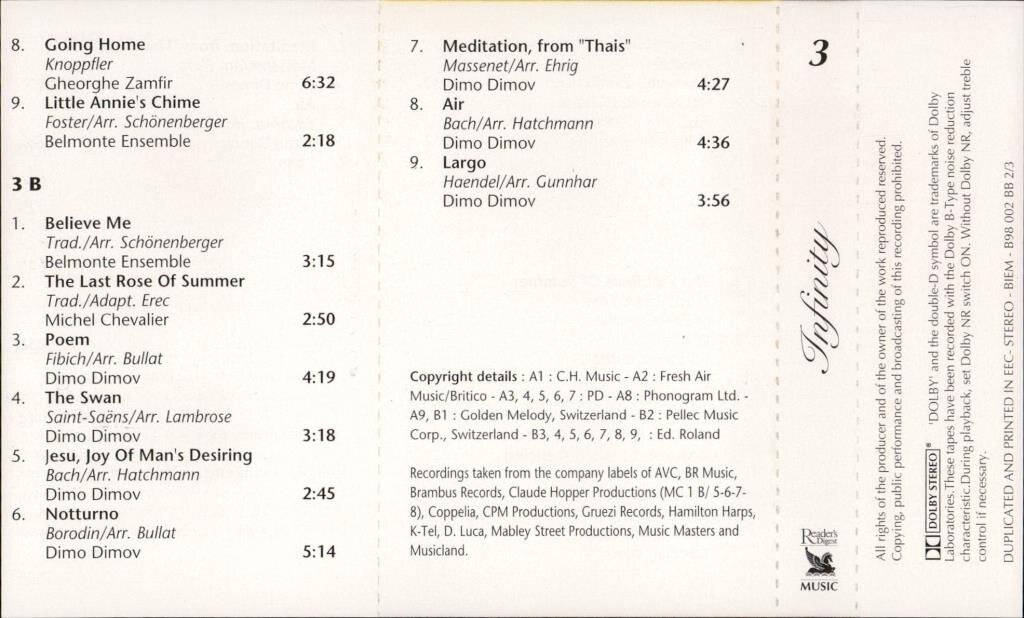 8. Going Home
Knoppfler
Gheorghe Zamfir 6:32
9. Little Annie's Chime
Foster/Arr. Schönenberger
Belmonte Ensemble 2:18
3 B
1. Believe Me
Trad./Arr. Schönenberger
Belmonte Ensemble 3:15
2. The Last Rose Of Summer
Trad./Adapt. Erec
Michel Chevalier 2:50
3. Poem
Fibich/Arr. Bullat
Dimo Dimov 4:19
4. The Swan
Saint-Saëns/Arr. Lambrose
Dimo Dimov 3:18
5. Jesu, Joy Of Man's Desiring
Bach/Arr. Hatchmann
Dimo Dimov 2:45
6. Notturno
Borodin/Arr. Bullat
Dimo Dimov 5:14
7. Meditation, from "Thais"
Massenet/Arr. Ehrig
Dimo Dimov 4:27
8. Air
Bach/Arr. Hatchmann
Dimo Dimov 4:36
9. Largo
Haendel/Arr. Gunnhar
Dimo Dimov 3:56
Copyright details : A1 : C.H. Music - A2 : Fresh Air
Music/Britico - A3, 4, 5, 6, 7 : PD - A8 : Phonogram Ltd. -
A9, B1 : Golden Melody, Switzerland - B2 : Pellec Music
Corp., Switzerland - B3, 4, 5, 6, 7, 8, 9, : Ed. Roland
Recordings taken from the company labels of AVC, BR Music,
Brambus Records, Claude Hopper Productions (MC 1 B/ 5-6-7-
8), Coppelia, CPM Productions, Gruezi Records, Hamilton Harps,
K-Tel, D. Luca, Mabley Street Productions, Music Masters and
Musicland.
3
Infinity
Reader's
Digest
MUSIC
All rights of the producer and of the owner of the work reproduced reserved.
Copying, public performance and broadcasting of this recording prohibited.
DOLBY STEREO® 'DOLBY' and the double-D symbol are trademarks of Dolby
Laboratories.These tapes have been recorded with the Dolby B-Type noise reduction
characteristic.During playback, set Dolby NR switch ON. Without Dolby NR, adjust treble
control if necessary.
DUPLICATED AND PRINTED IN EEC- STEREO - BIEM - B98 002 BB 2/3